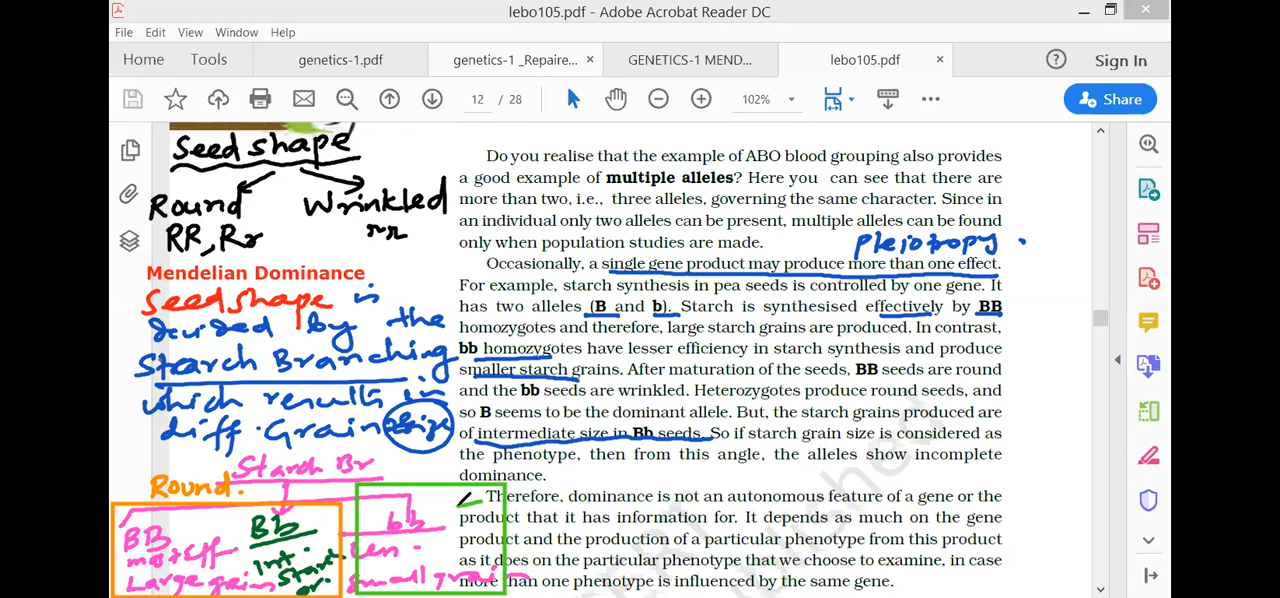 lebo105.pdf - Adobe Acrobat Reader DC
File Edit View Window Help
Home Tools genetics-1.pdf genetics-1 _Repaire... × GENETICS-1 MEND... lebo105.pdf × Sign In
12 / 28 102% Share
Seed shape
Round Wrinkled
RR, Rr rr
Mendelian Dominance
Seed shape is
decided by the
Starch Branching
which results in
diff. Grain size
Starch Br
Round.
BB Bb bb
most eff Int. Len.
Large grains Starch gr. small grain
Do you realise that the example of ABO blood grouping also provides
a good example of multiple alleles? Here you can see that there are
more than two, i.e., three alleles, governing the same character. Since in
an individual only two alleles can be present, multiple alleles can be found
only when population studies are made.
Pleiotropy
Occasionally, a single gene product may produce more than one effect.
For example, starch synthesis in pea seeds is controlled by one gene. It
has two alleles (B and b). Starch is synthesised effectively by BB
homozygotes and therefore, large starch grains are produced. In contrast,
bb homozygotes have lesser efficiency in starch synthesis and produce
smaller starch grains. After maturation of the seeds, BB seeds are round
and the bb seeds are wrinkled. Heterozygotes produce round seeds, and
so B seems to be the dominant allele. But, the starch grains produced are
of intermediate size in Bb seeds. So if starch grain size is considered as
the phenotype, then from this angle, the alleles show incomplete
dominance.
Therefore, dominance is not an autonomous feature of a gene or the
product that it has information for. It depends as much on the gene
product and the production of a particular phenotype from this product
as it does on the particular phenotype that we choose to examine, in case
more than one phenotype is influenced by the same gene.